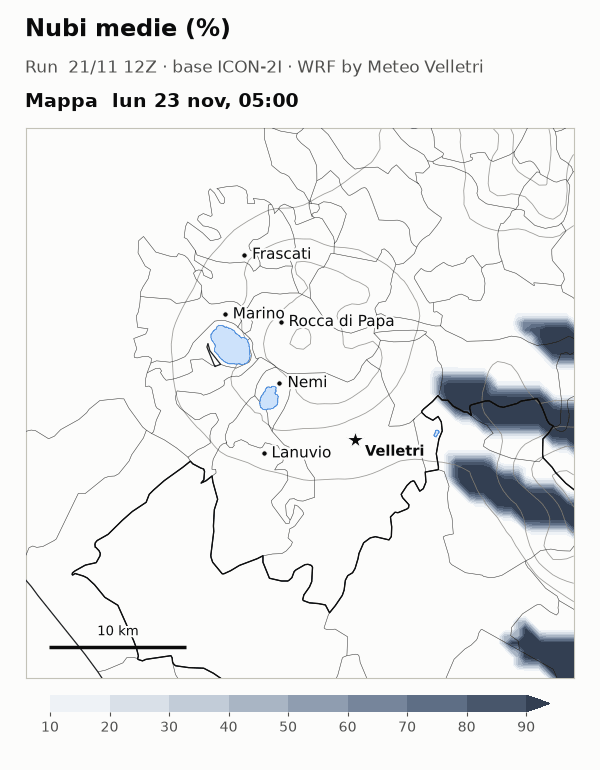 Nubi medie (%)
Run  21/11 12Z · base ICON-2I · WRF by Meteo Velletri
Mappa  lun 23 nov, 05:00
Frascati
Marino
Rocca di Papa
Nemi
Velletri
Lanuvio
10 km
10 20 30 40 50 60 70 80 90